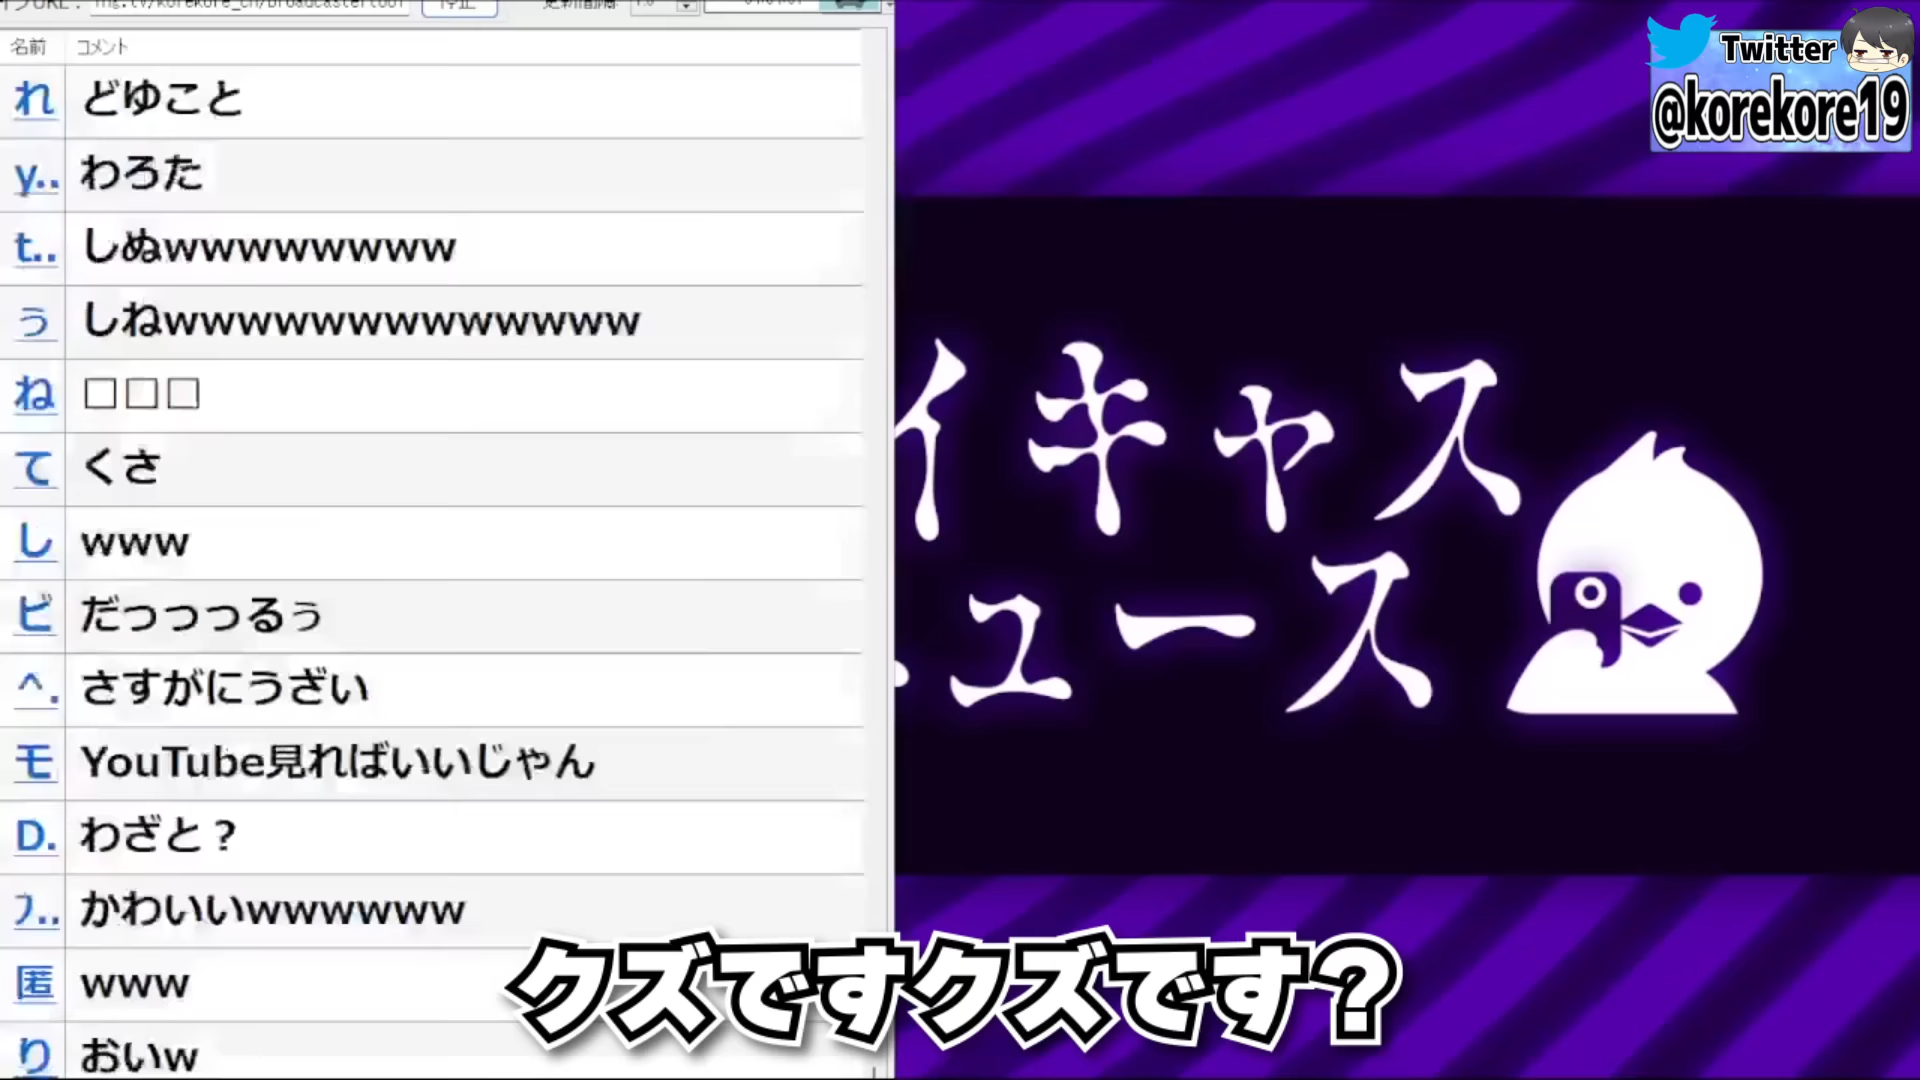 停止
名前 コメント
れ どゆこと
y.. わろた
t.. しぬwwwwwwww
う しねwwwwwwwwwwwww
ね □□□
て くさ
し www
ビ だっっっるぅ
へ. さすがにうざい
モ YouTube見ればいいじゃん
D. わざと？
フ.. かわいいwwwwww
匿 www
り おいw
イキャス
ュース
Twitter
@korekore19
クズですクズです？